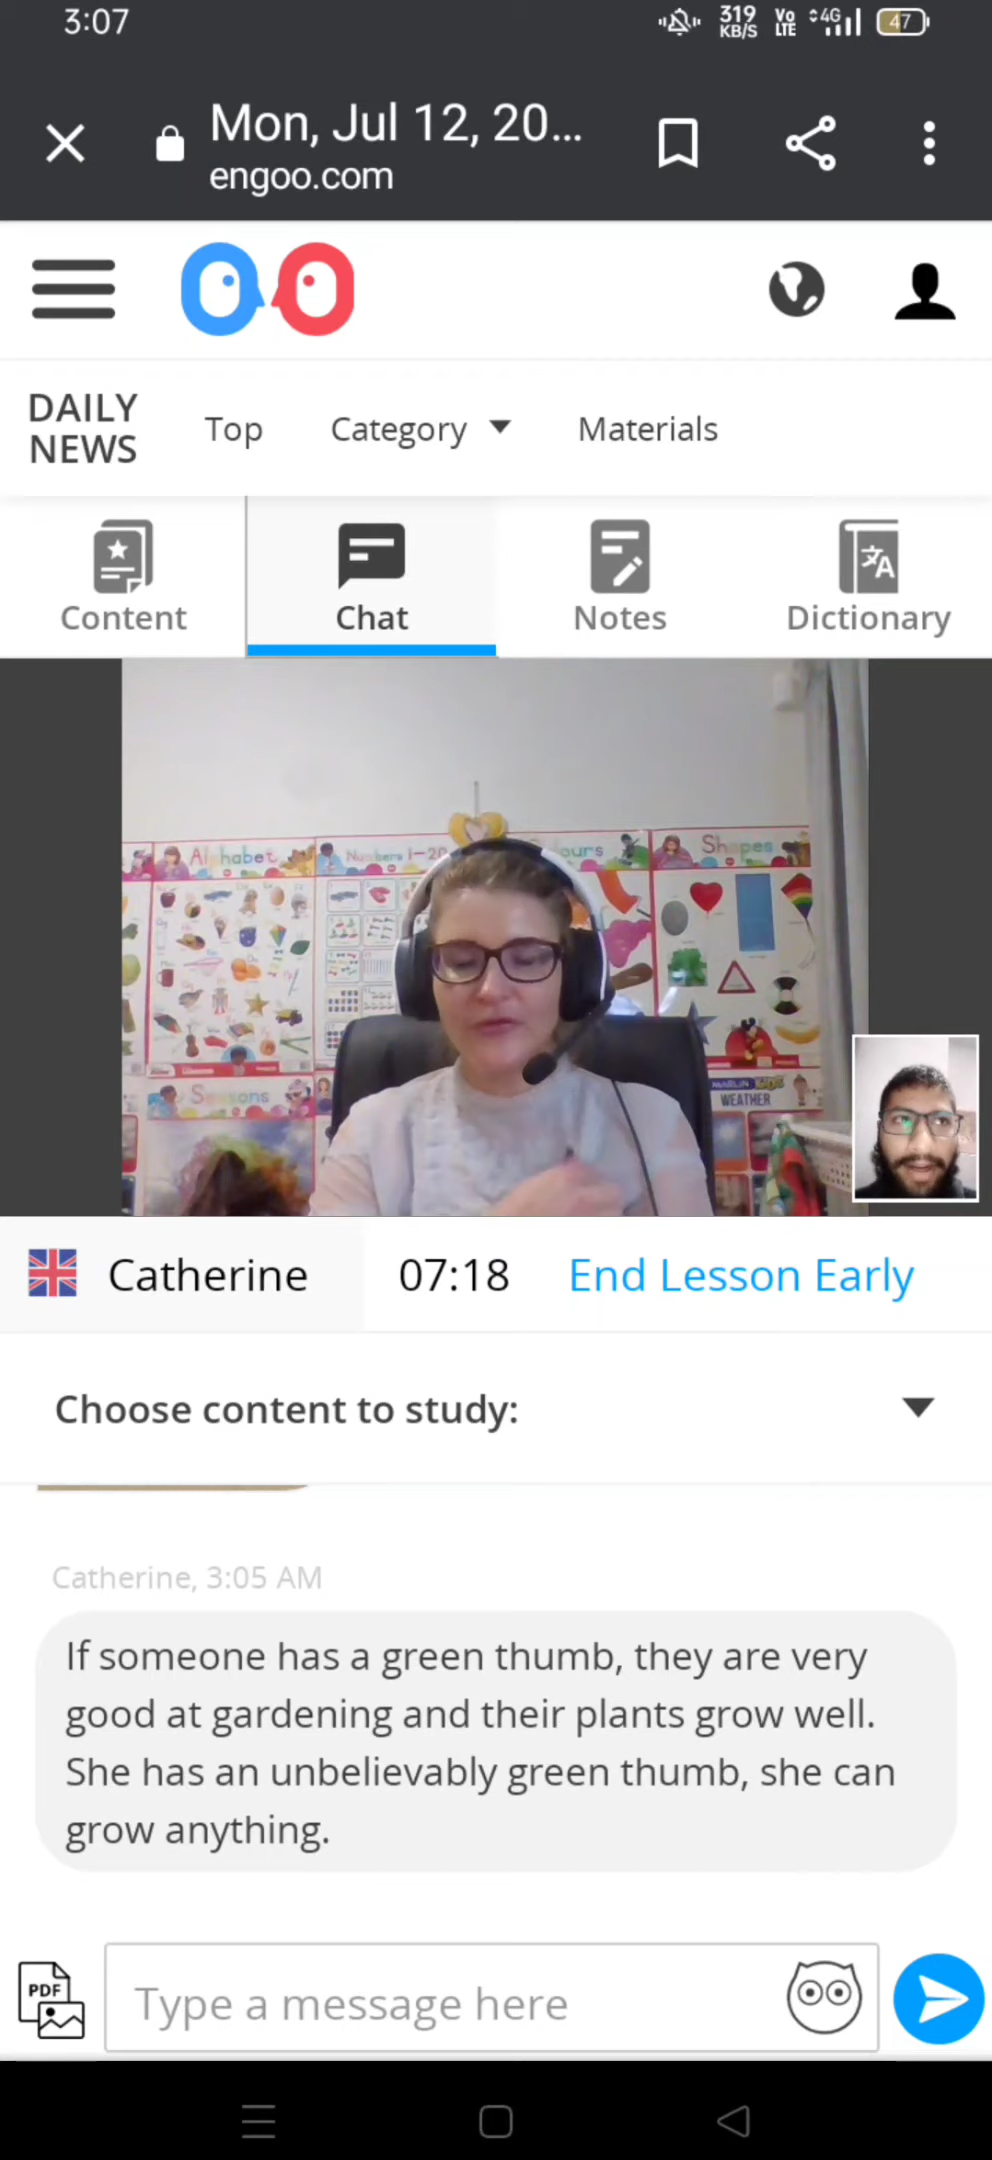 3:07
319
KB/S
Vo
LTE
4G
47
Mon, Jul 12, 20...
engoo.com
DAILY
NEWS
Top
Category
Materials
Content
Chat
Notes
Dictionary
Alphabet
Numbers 1-20
ours
Shapes
Seasons
WEATHER
Catherine
07:18
End Lesson Early
Choose content to study:
Catherine, 3:05 AM
If someone has a green thumb, they are very
good at gardening and their plants grow well.
She has an unbelievably green thumb, she can
grow anything.
PDF
Type a message here